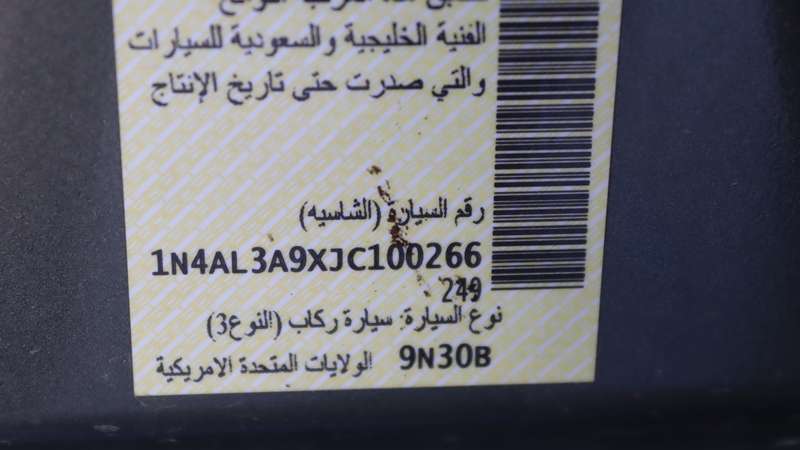 الفنية الخليجية والسعودية للسيارات
والتي صدرت حتى تاريخ الإنتاج
رقم السيارة (الشاسيه)
1N4AL3A9XJC100266
249
نوع السيارة: سيارة ركاب (النوع3)
9N30B الولايات المتحدة الامريكية